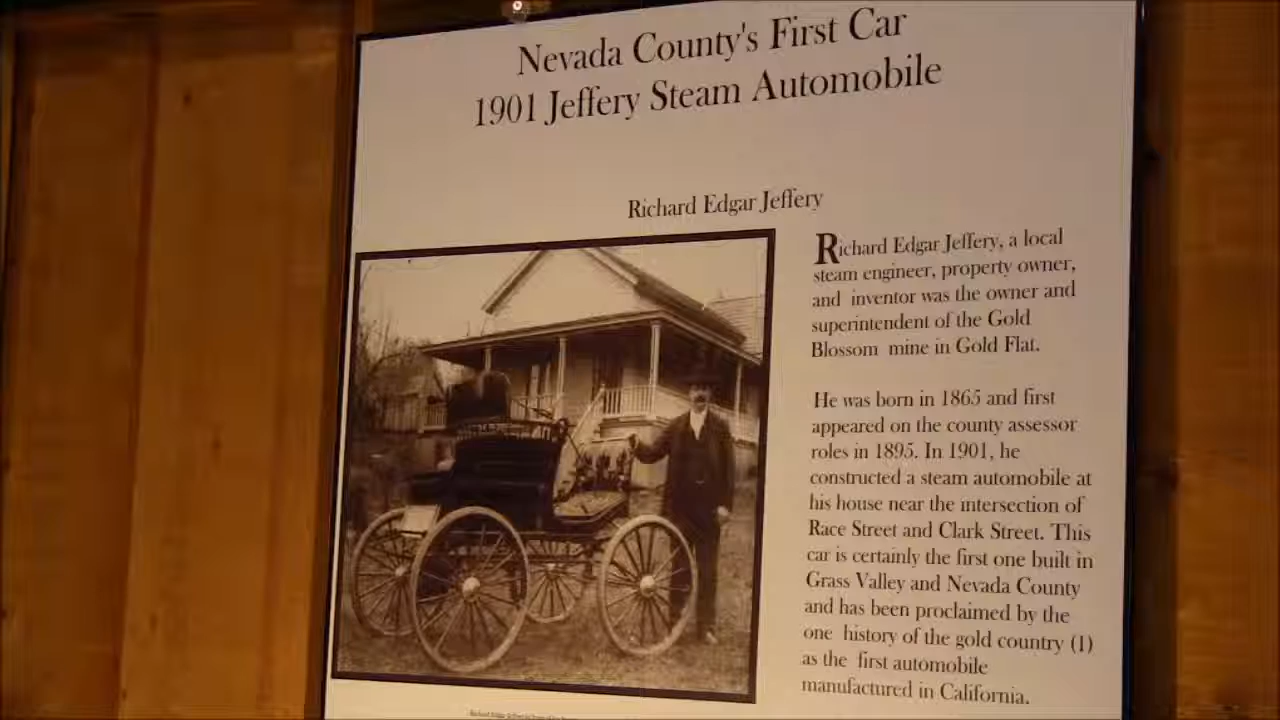 Nevada County's First Car
1901 Jeffery Steam Automobile
Richard Edgar Jeffery
Richard Edgar Jeffery, a local
steam engineer, property owner,
and inventor was the owner and
superintendent of the Gold
Blossom mine in Gold Flat.
He was born in 1865 and first
appeared on the county assessor
roles in 1895. In 1901, he
constructed a steam automobile at
his house near the intersection of
Race Street and Clark Street. This
car is certainly the first one built in
Grass Valley and Nevada County
and has been proclaimed by the
one history of the gold country (1)
as the first automobile
manufactured in California.